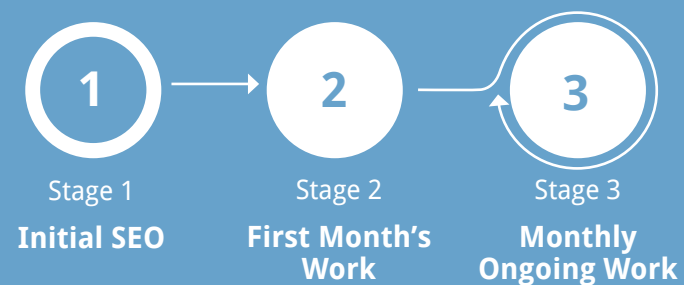 1
2
3
Stage 1
Stage 2
Stage 3
Initial SEO
First Month’s
Work
Monthly
Ongoing Work